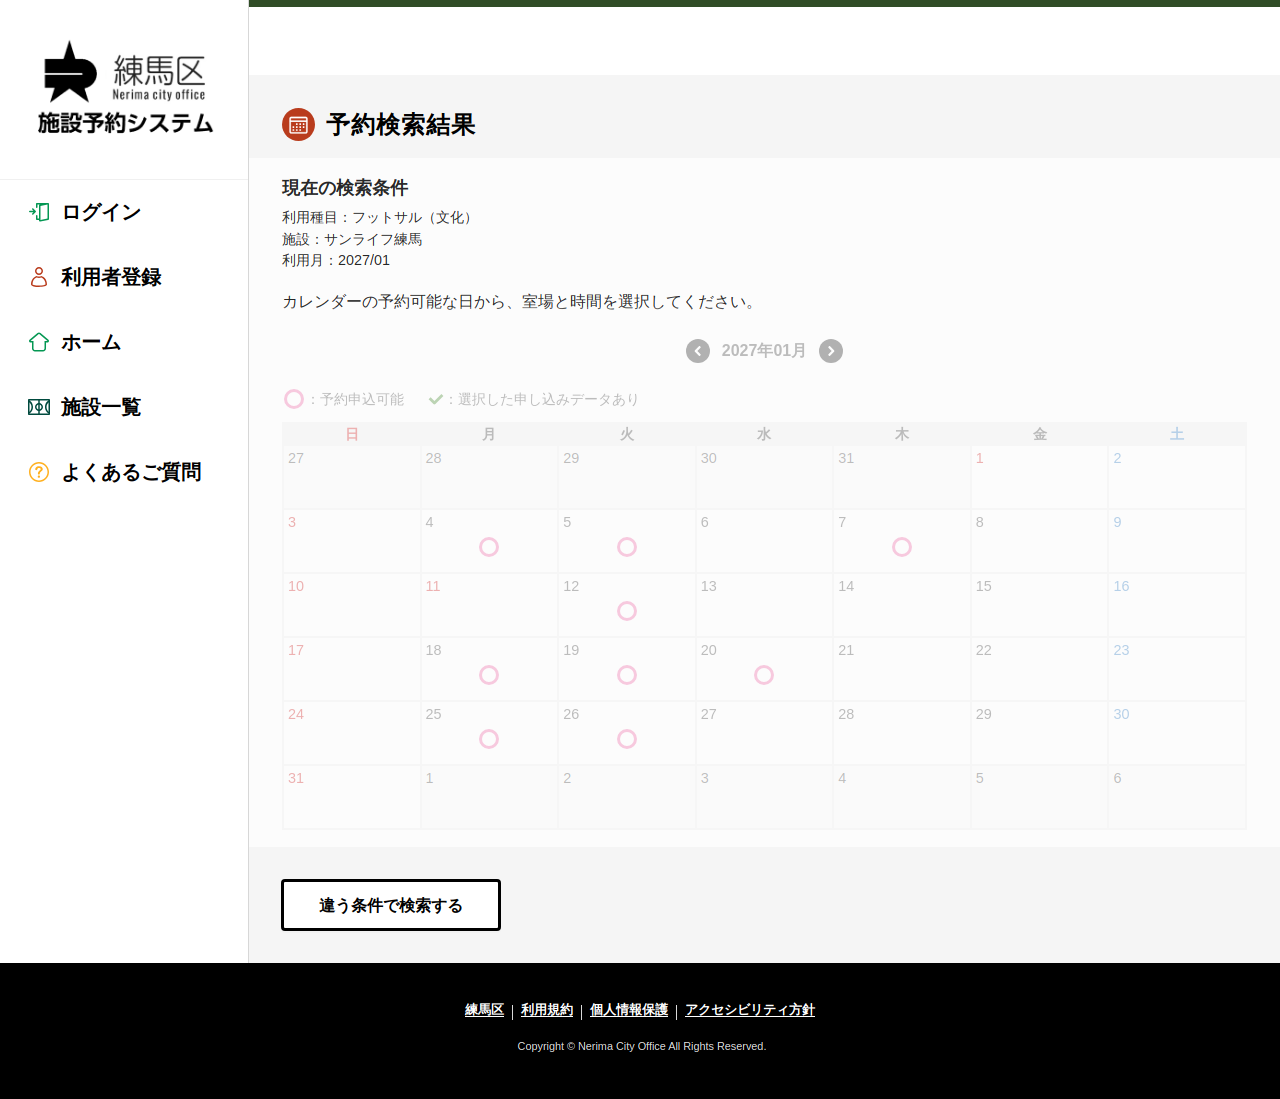 練馬区
Nerima city office
施設予約システム
ログイン
利用者登録
ホーム
施設一覧
よくあるご質問
予約検索結果
現在の検索条件
利用種目：フットサル（文化）
施設：サンライフ練馬
利用月：2027/01
カレンダーの予約可能な日から、室場と時間を選択してください。
2027年01月
：予約申込可能 ：選択した申し込みデータあり
日 月 火 水 木 金 土
27 28 29 30 31 1 2
3 4 5 6 7 8 9
10 11 12 13 14 15 16
17 18 19 20 21 22 23
24 25 26 27 28 29 30
31 1 2 3 4 5 6
違う条件で検索する
練馬区 利用規約 個人情報保護 アクセシビリティ方針
Copyright © Nerima City Office All Rights Reserved.